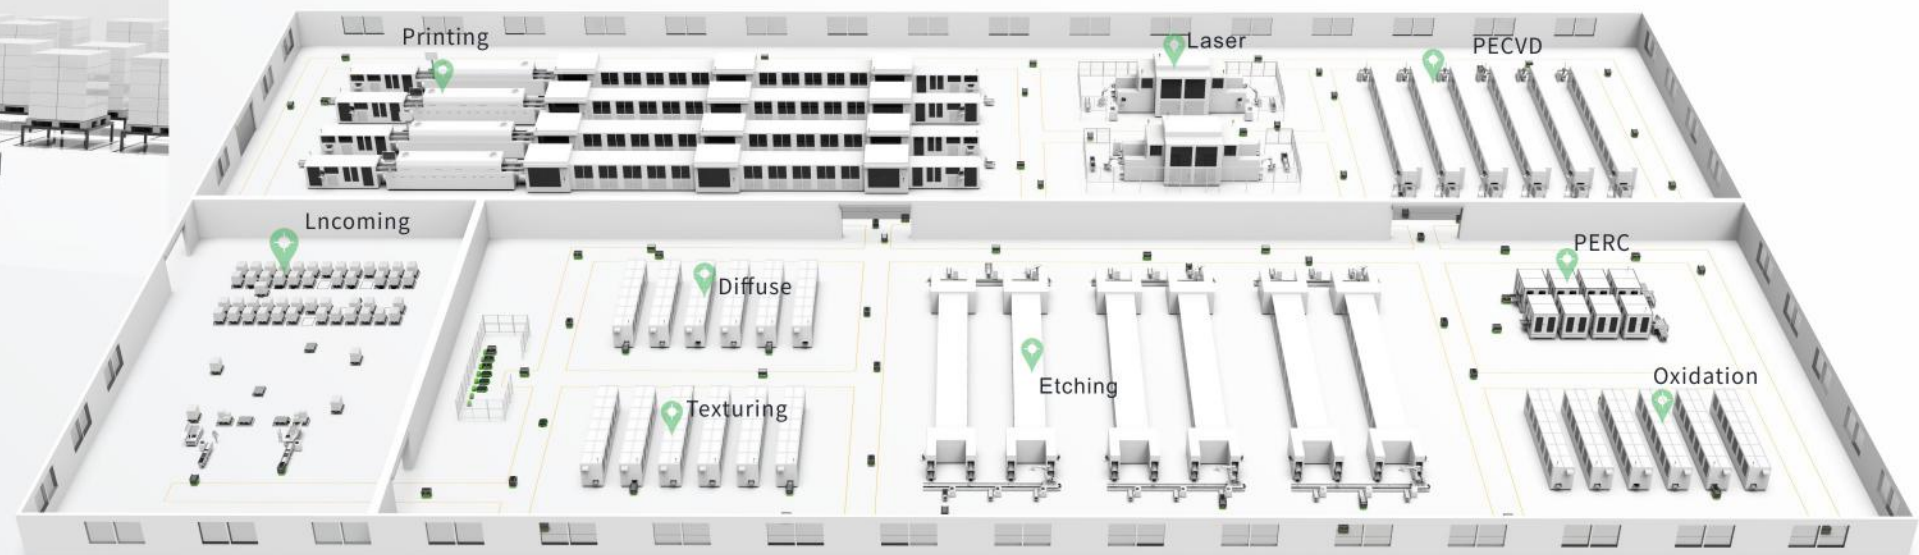 Printing
Laser
PECVD
Lncoming
Diffuse
PERC
Etching
Texturing
Oxidation